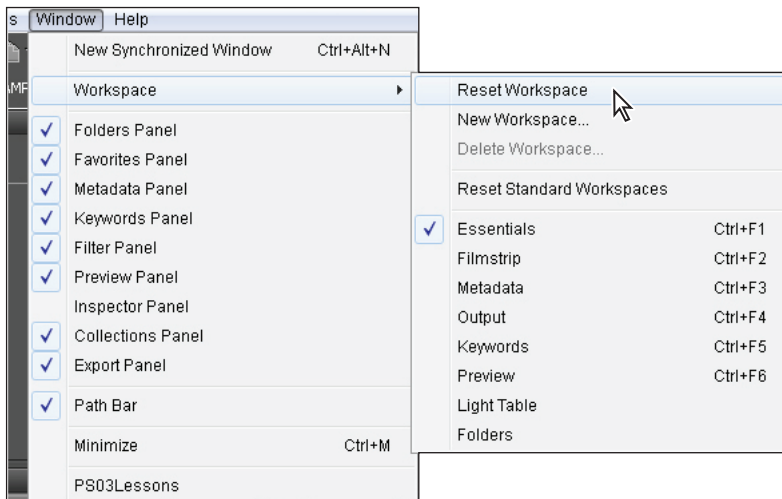 s Window Help
New Synchronized Window Ctrl+Alt+N
Workspace
Folders Panel
Favorites Panel
Metadata Panel
Keywords Panel
Filter Panel
Preview Panel
Inspector Panel
Collections Panel
Export Panel
Path Bar
Minimize Ctrl+M
PS03Lessons
Reset Workspace
New Workspace...
Delete Workspace...
Reset Standard Workspaces
Essentials Ctrl+F1
Filmstrip Ctrl+F2
Metadata Ctrl+F3
Output Ctrl+F4
Keywords Ctrl+F5
Preview Ctrl+F6
Light Table
Folders